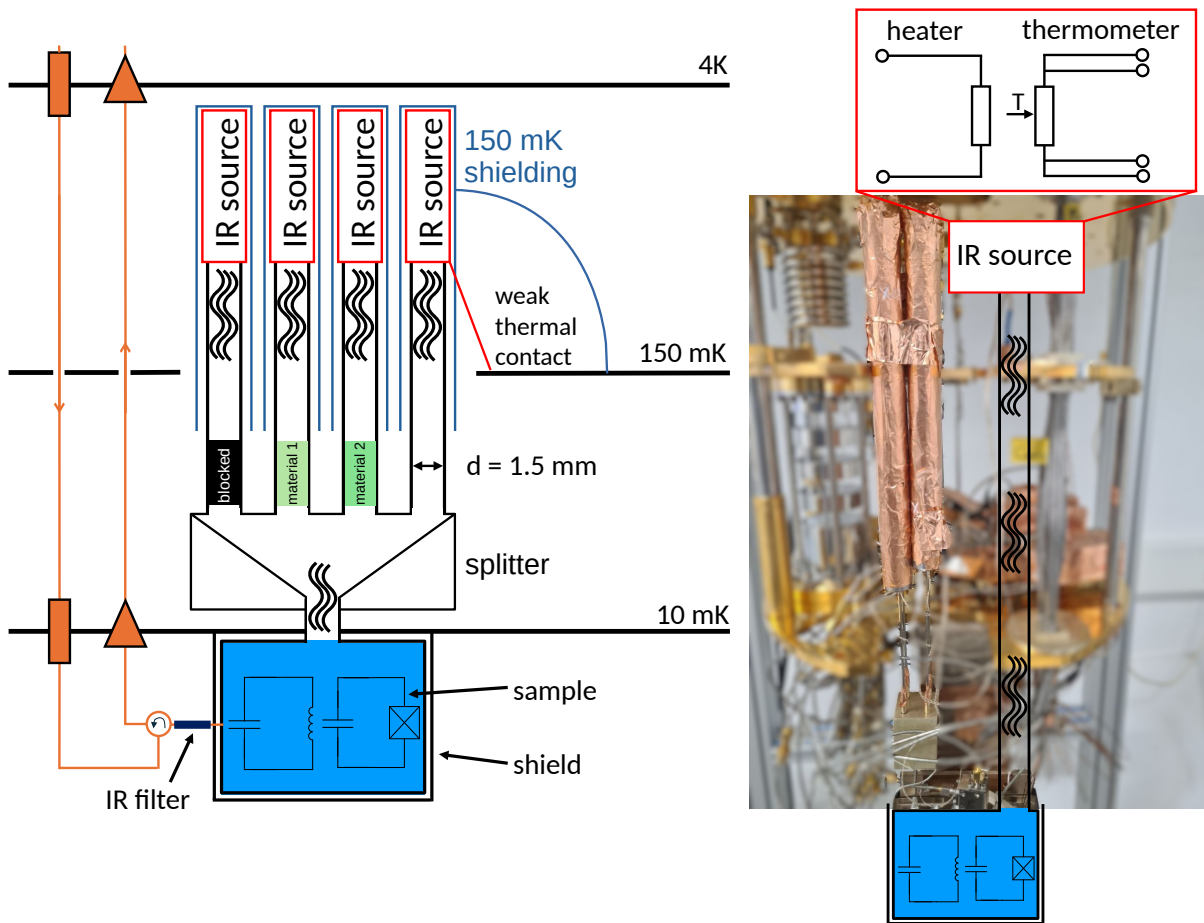 4K
IR source
IR source
IR source
IR source
150 mK
shielding
weak
thermal
contact
150 mK
blocked
material 1
material 2
d = 1.5 mm
splitter
10 mK
sample
shield
IR filter
heater
thermometer
T
IR source